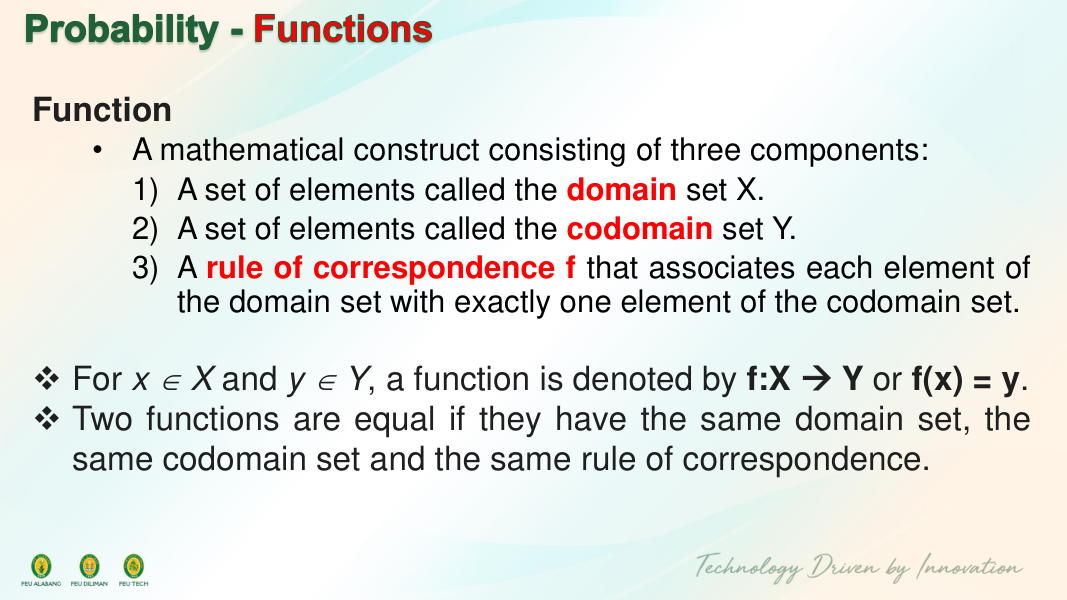 Probability - Functions
Function
• A mathematical construct consisting of three components:
1) A set of elements called the domain set X.
2) A set of elements called the codomain set Y.
3) A rule of correspondence f that associates each element of
the domain set with exactly one element of the codomain set.
❖ For x ∈ X and y ∈ Y, a function is denoted by f:X → Y or f(x) = y.
❖ Two functions are equal if they have the same domain set, the
same codomain set and the same rule of correspondence.
FEU ALABANG FEU DILIMAN FEU TECH
Technology Driven by Innovation